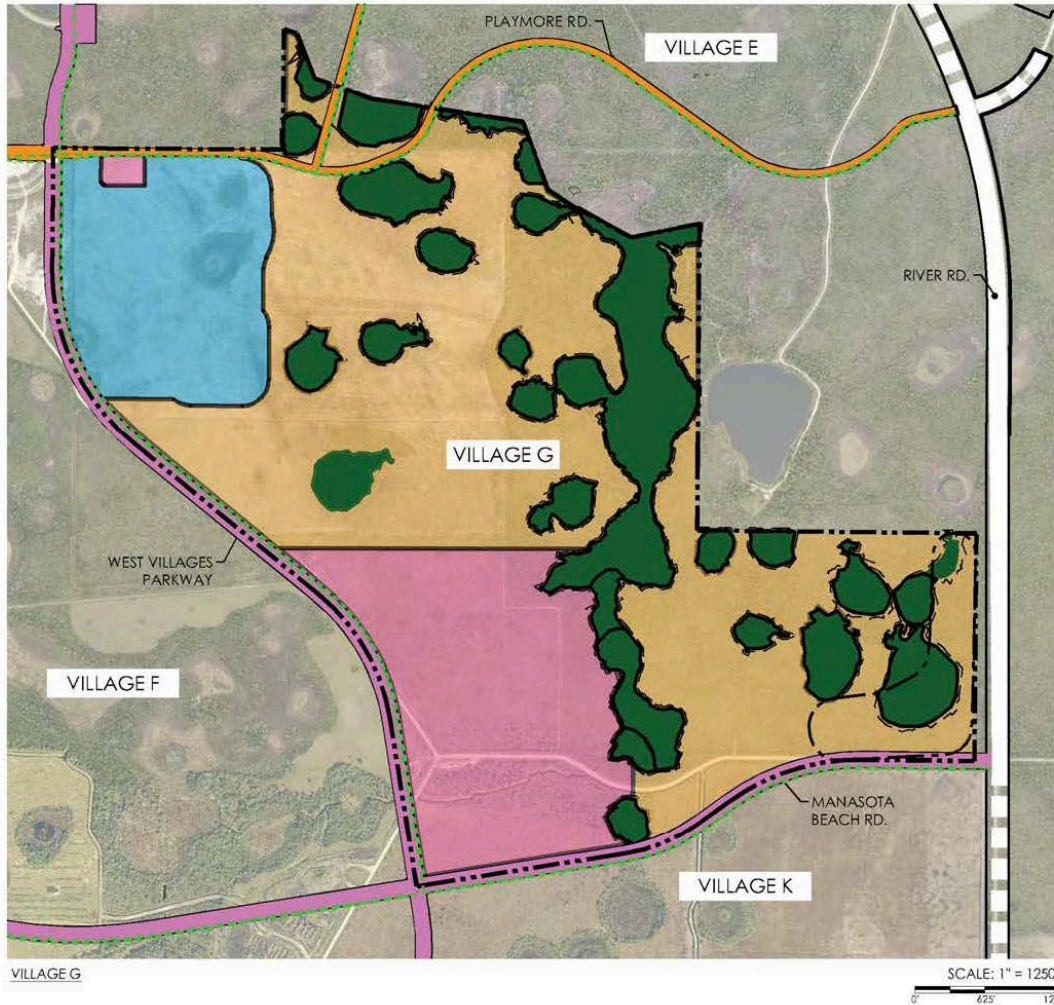 PLAYMORE RD.
VILLAGE E
RIVER RD.
VILLAGE G
WEST VILLAGES
PARKWAY
VILLAGE F
MANASOTA
BEACH RD.
VILLAGE K
VILLAGE G
SCALE: 1" = 1250
0'
625'